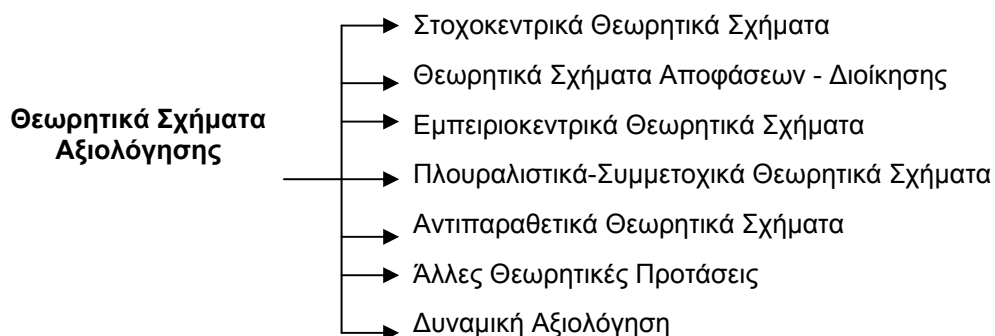 Θεωρητικά Σχήματα
Αξιολόγησης
Στοχοκεντρικά Θεωρητικά Σχήματα
Θεωρητικά Σχήματα Αποφάσεων - Διοίκησης
Εμπειριοκεντρικά Θεωρητικά Σχήματα
Πλουραλιστικά-Συμμετοχικά Θεωρητικά Σχήματα
Αντιπαραθετικά Θεωρητικά Σχήματα
Άλλες Θεωρητικές Προτάσεις
Δυναμική Αξιολόγηση